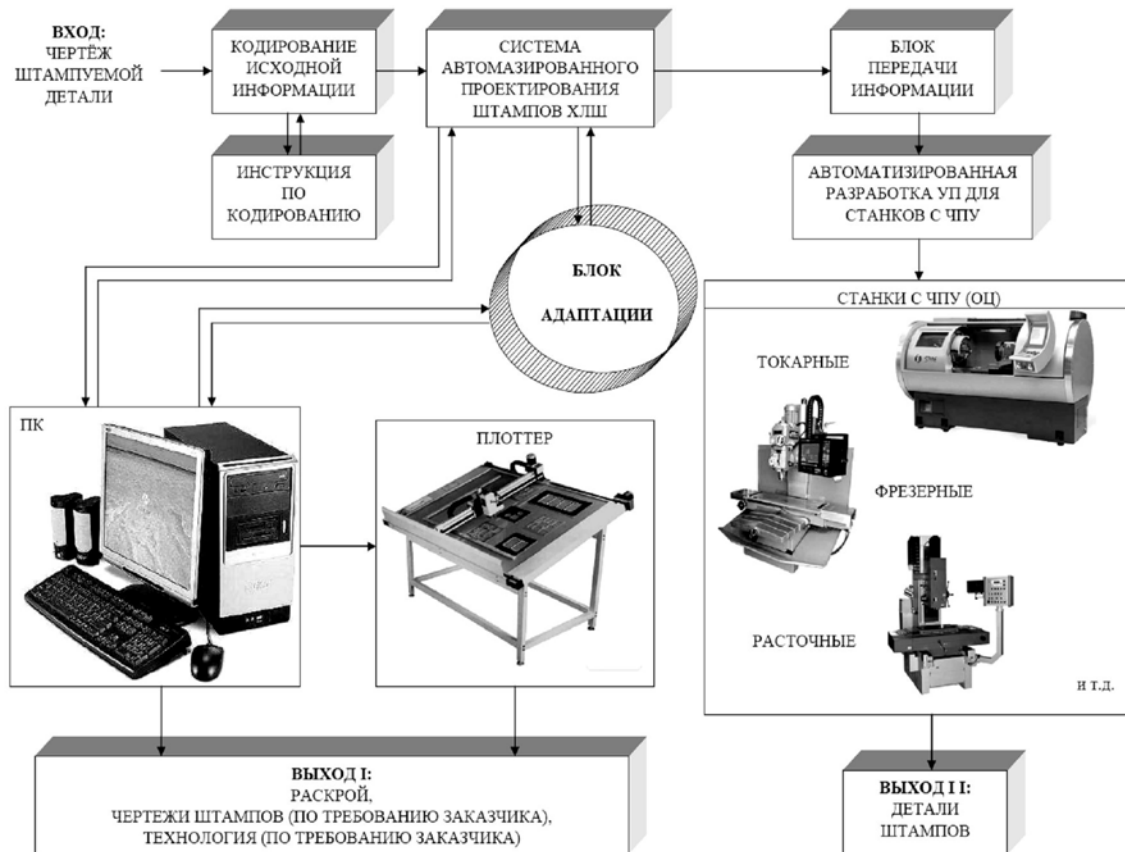 ВХОД:
ЧЕРТЁЖ
ШТАМПУЕМОЙ
ДЕТАЛИ
КОДИРОВАНИЕ
ИСХОДНОЙ
ИНФОРМАЦИИ
СИСТЕМА
АВТОМАЗИРОВАННОГО
ПРОЕКТИРОВАНИЯ
ШТАМПОВ ХЛШ
БЛОК
ПЕРЕДАЧИ
ИНФОРМАЦИИ
ИНСТРУКЦИЯ
ПО
КОДИРОВАНИЮ
АВТОМАТИЗИРОВАННАЯ
РАЗРАБОТКА УП ДЛЯ
СТАНКОВ С ЧПУ
БЛОК
АДАПТАЦИИ
СТАНКИ С ЧПУ (ОЦ)
ТОКАРНЫЕ
ФРЕЗЕРНЫЕ
РАСТОЧНЫЕ
И Т.Д.
ПК
ПЛОТТЕР
ВЫХОД I:
РАСКРОЙ,
ЧЕРТЕЖИ ШТАМПОВ (ПО ТРЕБОВАНИЮ ЗАКАЗЧИКА),
ТЕХНОЛОГИЯ (ПО ТРЕБОВАНИЮ ЗАКАЗЧИКА)
ВЫХОД I I:
ДЕТАЛИ
ШТАМПОВ